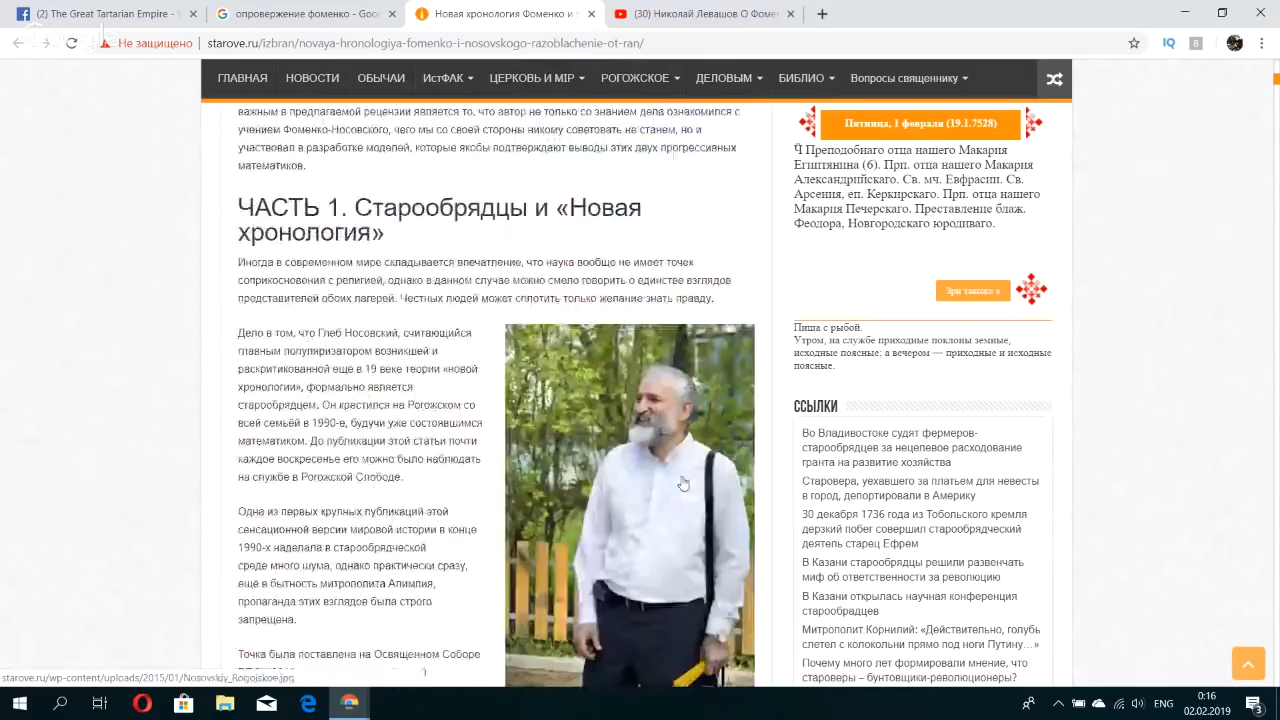 The Great Tartarian Empire -
опровержение фоменко - Goo
Новая хронология Фоменко и
(30) Николай Левашов О Фоме
Не защищено
starove.ru/izbran/novaya-hronologiya-fomenko-i-nosovskogo-razoblachenie-ot-ran/
IQ
ГЛАВНАЯ НОВОСТИ ОБЫЧАИ ИстФАК ЦЕРКОВЬ И МIР РОГОЖСКОЕ ДЕЛОВЫМ БИБЛИО Вопросы священнику
важным в предлагаемой рецензии является то, что автор не только со знанием дела ознакомился с
учением Фоменко-Носовского, чего мы со своей стороны никому советовать не станем, но и
участвовал в разработке моделей, которые якобы подтверждают выводы этих двух прогрессивных
математиков.
ЧАСТЬ 1. Старообрядцы и «Новая
хронология»
Иногда в современном мире складывается впечатление, что наука вообще не имеет точек
соприкосновения с религией, однако в данном случае можно смело говорить о единстве взглядов
представителей обоих лагерей. Честных людей может сплотить только желание знать правду.
Дело в том, что Глеб Носовский, считающийся
главным популяризатором возникшей и
раскритикованной ещё в 19 веке теории «новой
хронологии», формально является
старообрядцем. Он крестился на Рогожском со
всей семьёй в 1990-е, будучи уже состоявшимся
математиком. До публикации этой статьи почти
каждое воскресенье его можно было наблюдать
на службе в Рогожской Слободе.
Одна из первых крупных публикаций этой
сенсационной версии мировой истории в конце
1990-х наделала в старообрядческой
среде много шума, однако практически сразу,
ещё в бытность митрополита Алимпия,
пропаганда этих взглядов была строго
запрещена.
Точка была поставлена на Освященном Соборе
Пятница, 1 февраля (19.1.7528)
Преподобнаго отца нашего Макария
Египтянина (6). Прп. отца нашего Макария
Александрийскаго. Св. мч. Евфрасии. Св.
Арсения, еп. Керкирскаго. Прп. отца нашего
Макария Печерскаго. Преставление блаж.
Феодора, Новгородскаго юродиваго.
Зри таюже »
Пища с рыбой.
Утром, на службе приходные поклоны земные,
исходные поясные; а вечером — приходные и исходные
поясные.
ССЫЛКИ
Во Владивостоке судят фермеров-
старообрядцев за нецелевое расходование
гранта на развитие хозяйства
Старовера, уехавшего за платьем для невесты
в город, депортировали в Америку
30 декабря 1736 года из Тобольского кремля
дерзкий побег совершил старообрядческий
деятель старец Ефрем
В Казани старообрядцы решили развенчать
миф об ответственности за революцию
В Казани открылась научная конференция
старообрадцев
Митрополит Корнилий: «Действительно, голубь
слетел с колокольни прямо под ноги Путину…»
Почему много лет формировали мнение, что
староверы – бунтовщики-революционеры?
starove.ru/wp-content/uploads/2015/01/Nosovskiy_Rogojskoe.jpg
ENG
0:16
02.02.2019
3